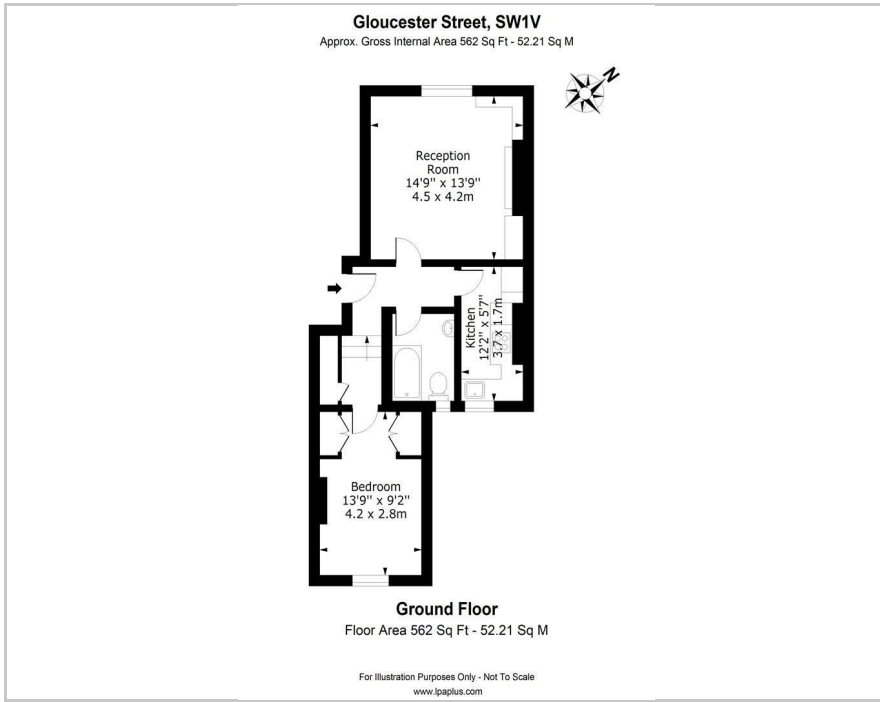 Gloucester Street, SW1V
Approx. Gross Internal Area 562 Sq Ft - 52.21 Sq M
N
Reception
Room
14'9" x 13'9"
4.5 x 4.2m
Kitchen
12'2" x 5'7"
3.7 x 1.7m
Bedroom
13'9" x 9'2"
4.2 x 2.8m
Ground Floor
Floor Area 562 Sq Ft - 52.21 Sq M
For Illustration Purposes Only - Not To Scale
www.lpaplus.com